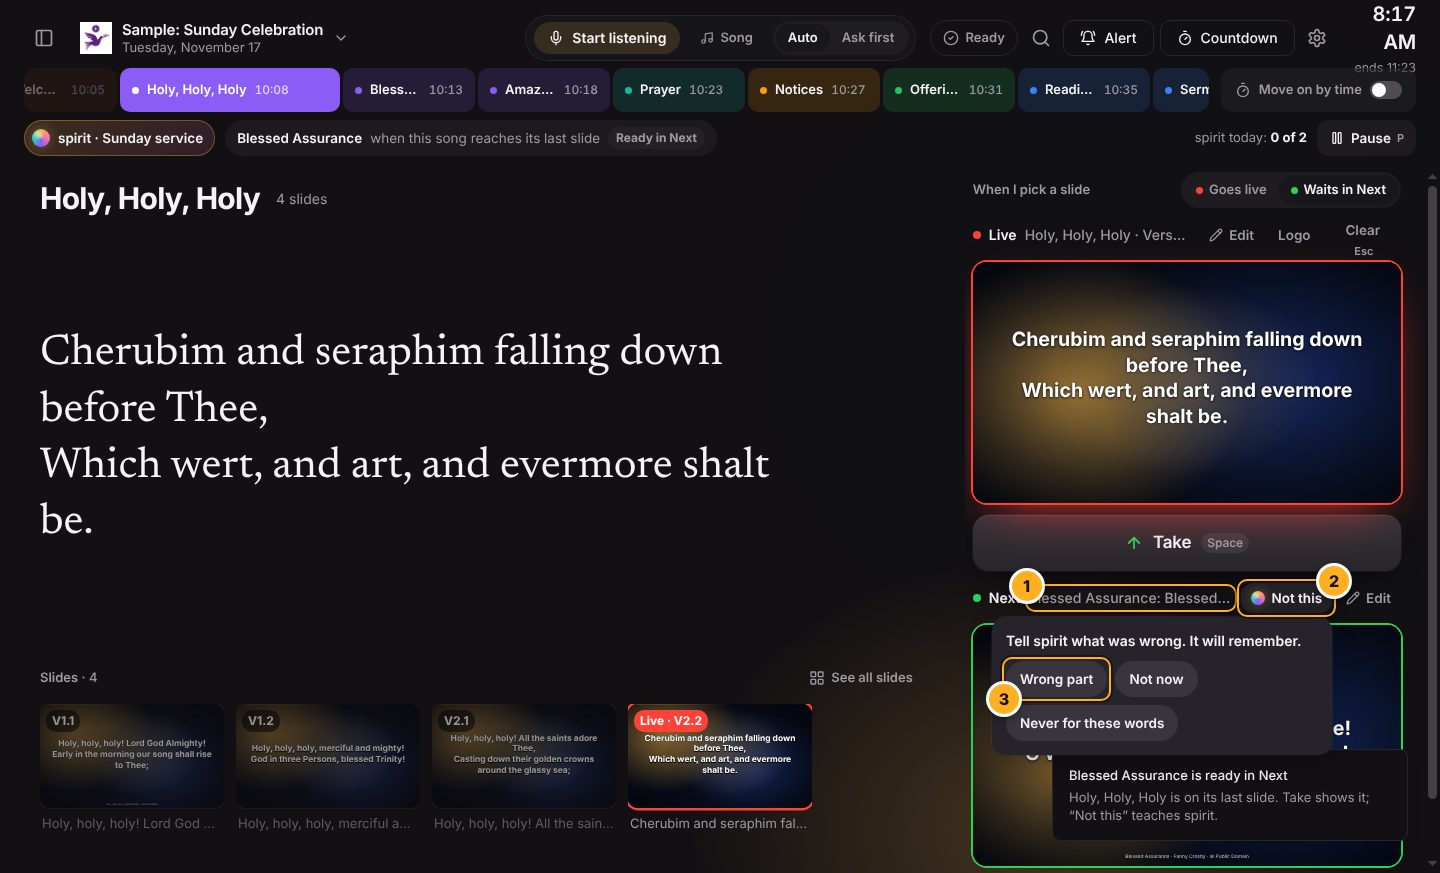 Sample: Sunday Celebration
Tuesday, November 17
Start listening
Song
Auto
Ask first
Ready
Alert
Countdown
8:17
AM
ends 11:23
elc... 10:05
Holy, Holy, Holy 10:08
Bless... 10:13
Amaz... 10:18
Prayer 10:23
Notices 10:27
Offeri... 10:31
Readi... 10:35
Serm
Move on by time
spirit · Sunday service
Blessed Assurance when this song reaches its last slide Ready in Next
spirit today: 0 of 2
Pause P
Holy, Holy, Holy 4 slides
When I pick a slide
Goes live
Waits in Next
Live Holy, Holy, Holy · Vers...
Edit
Logo
Clear
Esc
Cherubim and seraphim falling down
before Thee,
Which wert, and art, and evermore shalt
be.
Cherubim and seraphim falling down
before Thee,
Which wert, and art, and evermore
shalt be.
Take Space
1
2
Next lessed Assurance: Blessed...
Not this
Edit
Tell spirit what was wrong. It will remember.
Wrong part
Not now
3
Never for these words
e!
Blessed Assurance is ready in Next
Holy, Holy, Holy is on its last slide. Take shows it;
“Not this” teaches spirit.
Blessed Assurance · Fanny Crosby · © Public Domain
Slides · 4
See all slides
V1.1
Holy, holy, holy! Lord God Almighty!
Early in the morning our song shall rise
to Thee;
Holy, holy, holy! Lord God ...
V1.2
Holy, holy, holy, merciful and mighty!
God in three Persons, blessed Trinity!
Holy, holy, holy, merciful a...
V2.1
Holy, holy, holy! All the saints adore
Thee,
Casting down their golden crowns
around the glassy sea;
Holy, holy, holy! All the sain...
Live · V2.2
Cherubim and seraphim falling down
before Thee,
Which wert, and art, and evermore
shalt be.
Cherubim and seraphim fal...